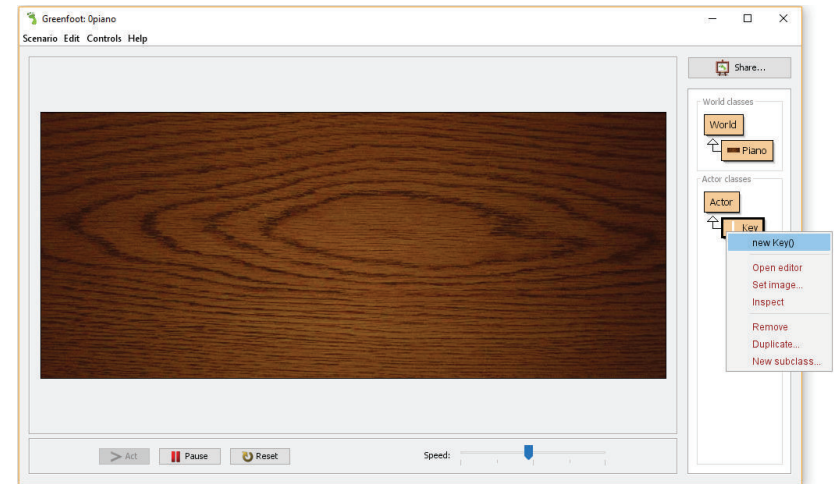 Greenfoot: 0piano
Scenario Edit Controls Help
Share...
World classes
World
Piano
Actor classes
Actor
Key
new Key()
Open editor
Set image...
Inspect
Remove
Duplicate...
New subclass...
Act
Pause
Reset
Speed: